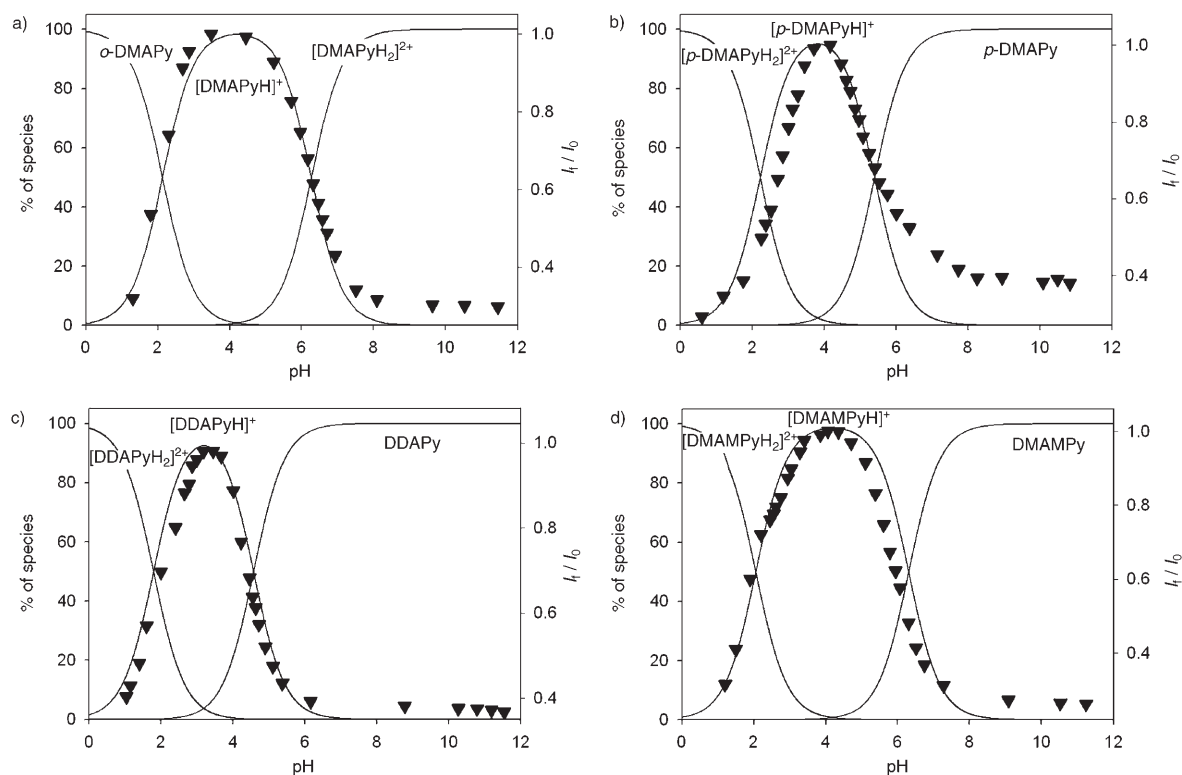 a)
100
80
60
40
20
0
% of species
o-DMAPy
[DMAPyH]+
[DMAPyH2]2+
1.0
0.8
0.6
0.4
If / I0
0 2 4 6 8 10 12
pH
b)
100
80
60
40
20
0
% of species
[p-DMAPyH2]2+
[p-DMAPyH]+
p-DMAPy
1.0
0.8
0.6
0.4
If / I0
0 2 4 6 8 10 12
pH
c)
100
80
60
40
20
0
% of species
[DDAPyH2]2+
[DDAPyH]+
DDAPy
1.0
0.8
0.6
0.4
If / I0
0 2 4 6 8 10 12
pH
d)
100
80
60
40
20
0
% of species
[DMAMPyH2]2+
[DMAMPyH]+
DMAMPy
1.0
0.8
0.6
0.4
If / I0
0 2 4 6 8 10 12
pH